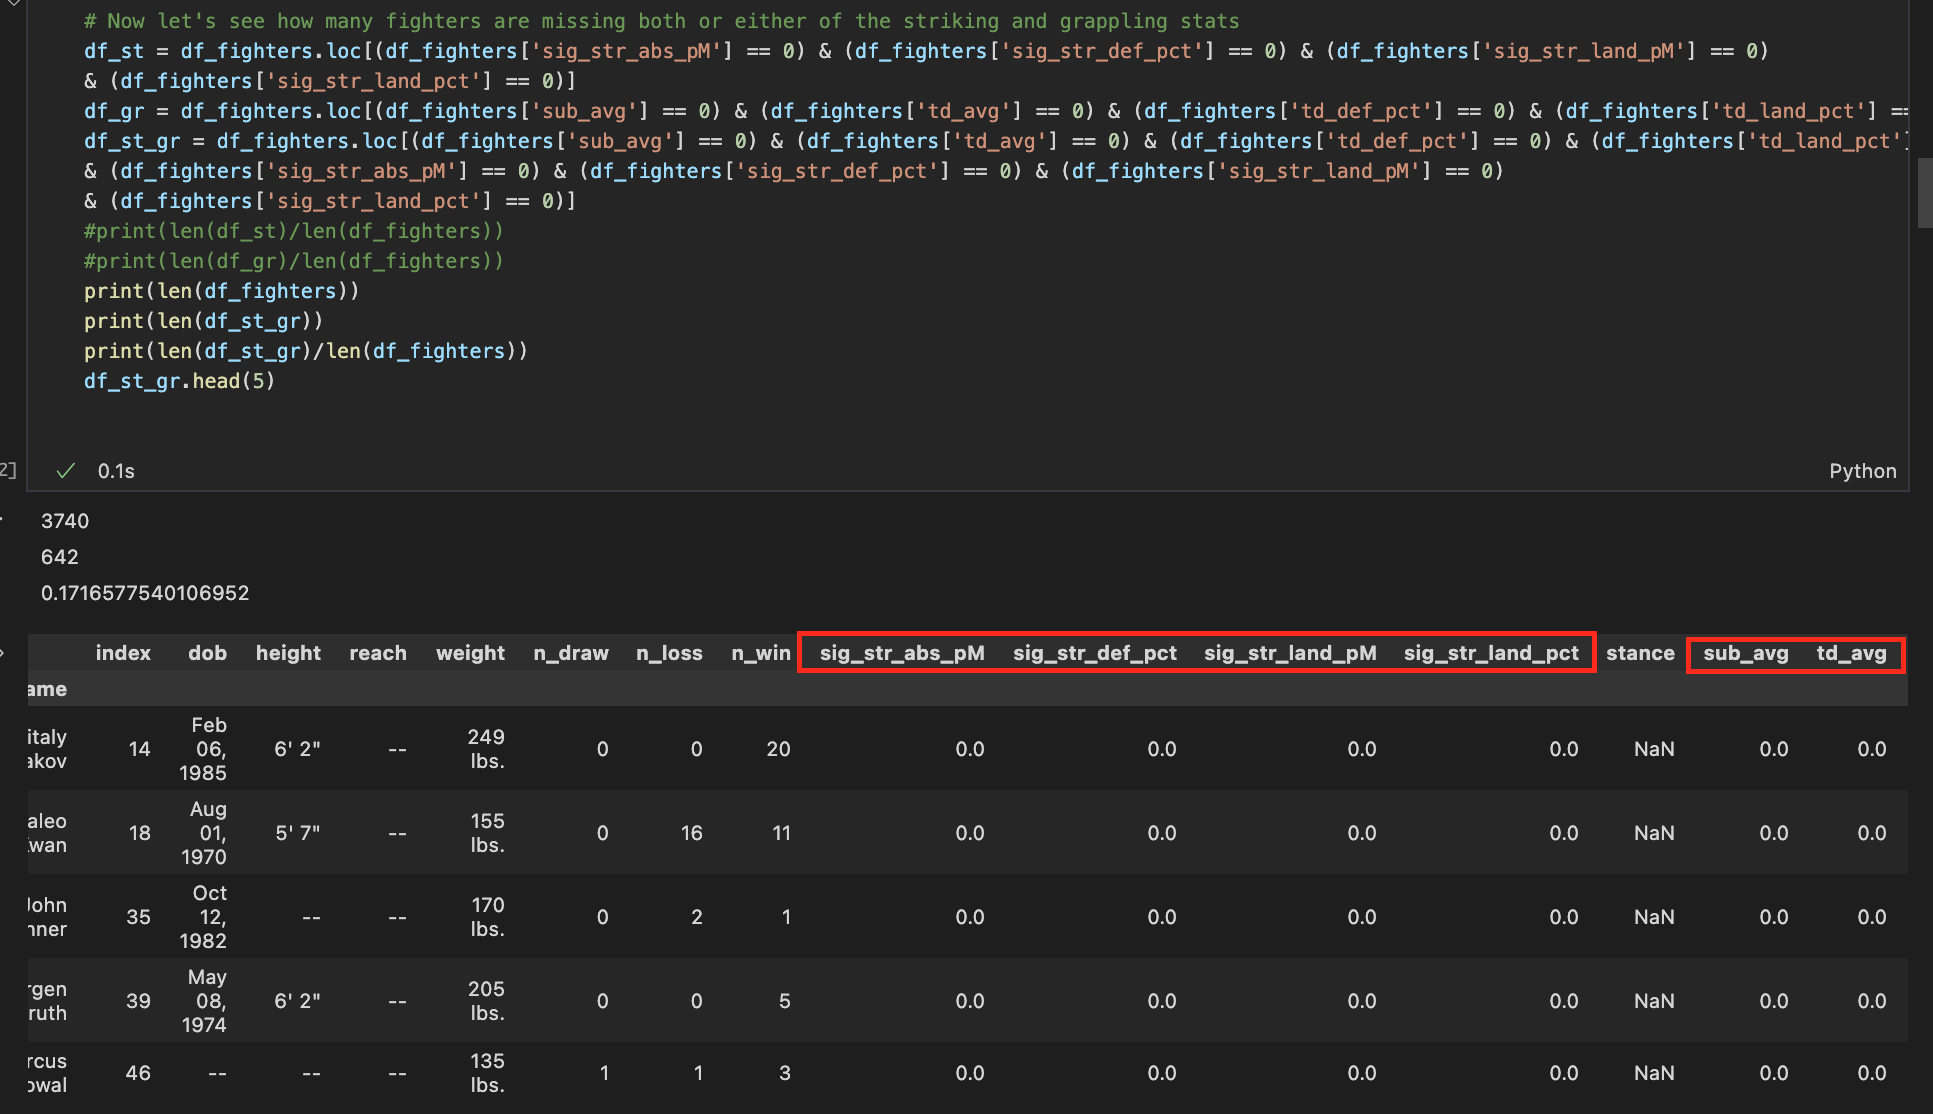 # Now let's see how many fighters are missing both or either of the striking and grappling stats
df_st = df_fighters.loc[(df_fighters['sig_str_abs_pM'] == 0) & (df_fighters['sig_str_def_pct'] == 0) & (df_fighters['sig_str_land_pM'] == 0)
& (df_fighters['sig_str_land_pct'] == 0)]
df_gr = df_fighters.loc[(df_fighters['sub_avg'] == 0) & (df_fighters['td_avg'] == 0) & (df_fighters['td_def_pct'] == 0) & (df_fighters['td_land_pct'] ==
df_st_gr = df_fighters.loc[(df_fighters['sub_avg'] == 0) & (df_fighters['td_avg'] == 0) & (df_fighters['td_def_pct'] == 0) & (df_fighters['td_land_pct']
& (df_fighters['sig_str_abs_pM'] == 0) & (df_fighters['sig_str_def_pct'] == 0) & (df_fighters['sig_str_land_pM'] == 0)
& (df_fighters['sig_str_land_pct'] == 0)]
#print(len(df_st)/len(df_fighters))
#print(len(df_gr)/len(df_fighters))
print(len(df_fighters))
print(len(df_st_gr))
print(len(df_st_gr)/len(df_fighters))
df_st_gr.head(5)
2] ✓ 0.1s Python
3740
642
0.1716577540106952
index dob height reach weight n_draw n_loss n_win sig_str_abs_pM sig_str_def_pct sig_str_land_pM sig_str_land_pct stance sub_avg td_avg
ame
Feb
italy 249
14 06, 6' 2" -- 0 0 20 0.0 0.0 0.0 0.0 NaN 0.0 0.0
akov lbs.
1985
Aug
aleo 155
18 01, 5' 7" -- 0 16 11 0.0 0.0 0.0 0.0 NaN 0.0 0.0
wan lbs.
1970
Oct
John 170
35 12, -- -- 0 2 1 0.0 0.0 0.0 0.0 NaN 0.0 0.0
nner lbs.
1982
May
rgen 205
39 08, 6' 2" -- 0 0 5 0.0 0.0 0.0 0.0 NaN 0.0 0.0
ruth lbs.
1974
rcus 135
46 -- -- -- 1 1 3 0.0 0.0 0.0 0.0 NaN 0.0 0.0
owal lbs.